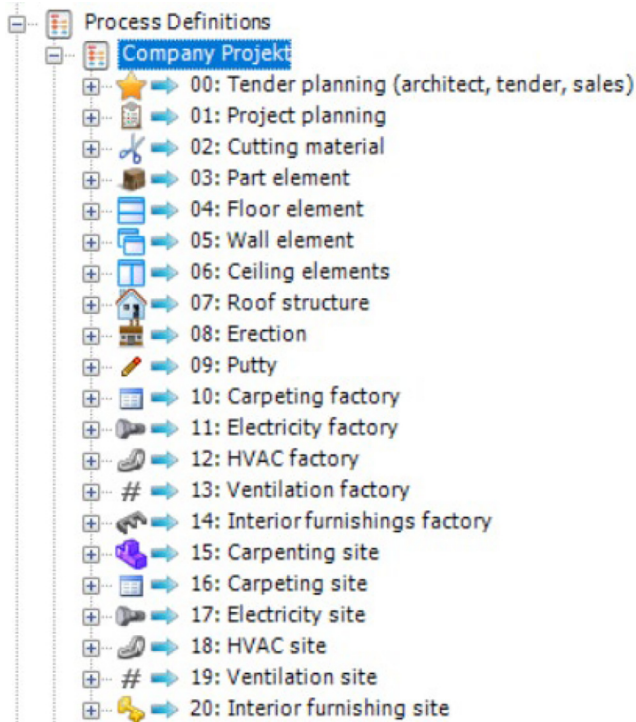 Process Definitions
Company Projekt
00: Tender planning (architect, tender, sales)
01: Project planning
02: Cutting material
03: Part element
04: Floor element
05: Wall element
06: Ceiling elements
07: Roof structure
08: Erection
09: Putty
10: Carpeting factory
11: Electricity factory
12: HVAC factory
13: Ventilation factory
14: Interior furnishings factory
15: Carpenting site
16: Carpeting site
17: Electricity site
18: HVAC site
19: Ventilation site
20: Interior furnishing site